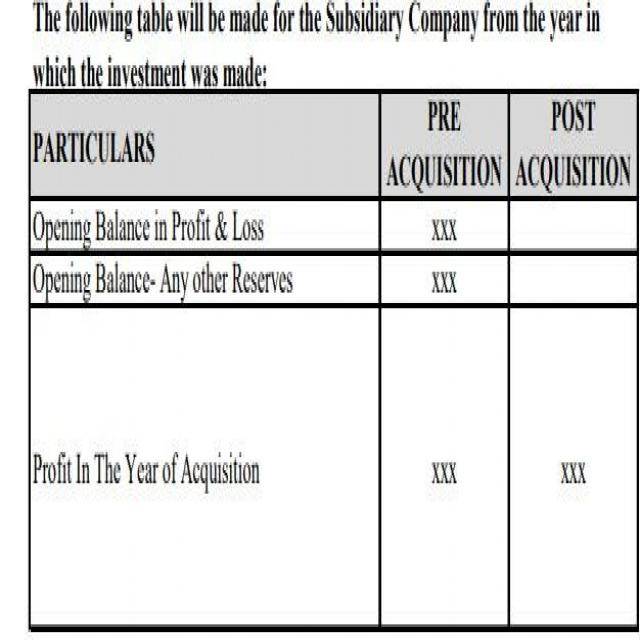 The following table will be made for the Subsidiary Company from the year in
which the investment was made:
PARTICULARS
PRE
ACQUISITION
POST
ACQUISITION
Opening Balance in Profit & Loss xxx
Opening Balance- Any other Reserves xxx
Profit In The Year of Acquisition xxx xxx